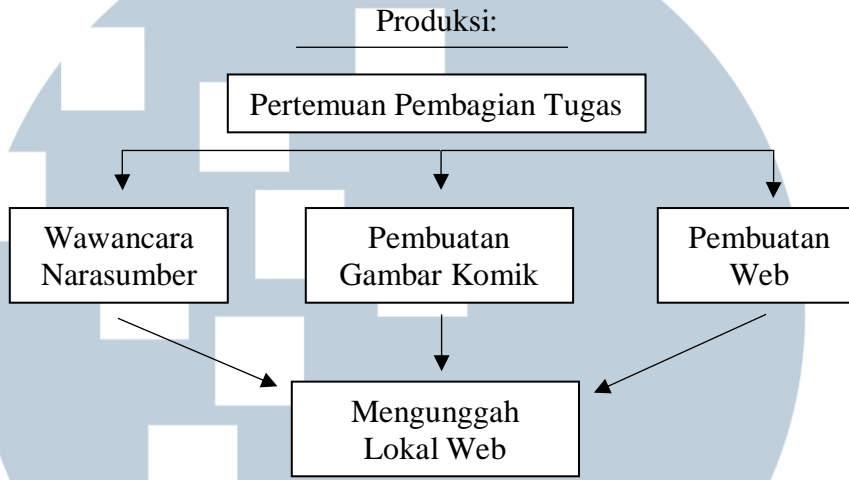 Produksi:
Pertemuan Pembagian Tugas
Wawancara
Narasumber
Pembuatan
Gambar Komik
Pembuatan
Web
Mengunggah
Lokal Web